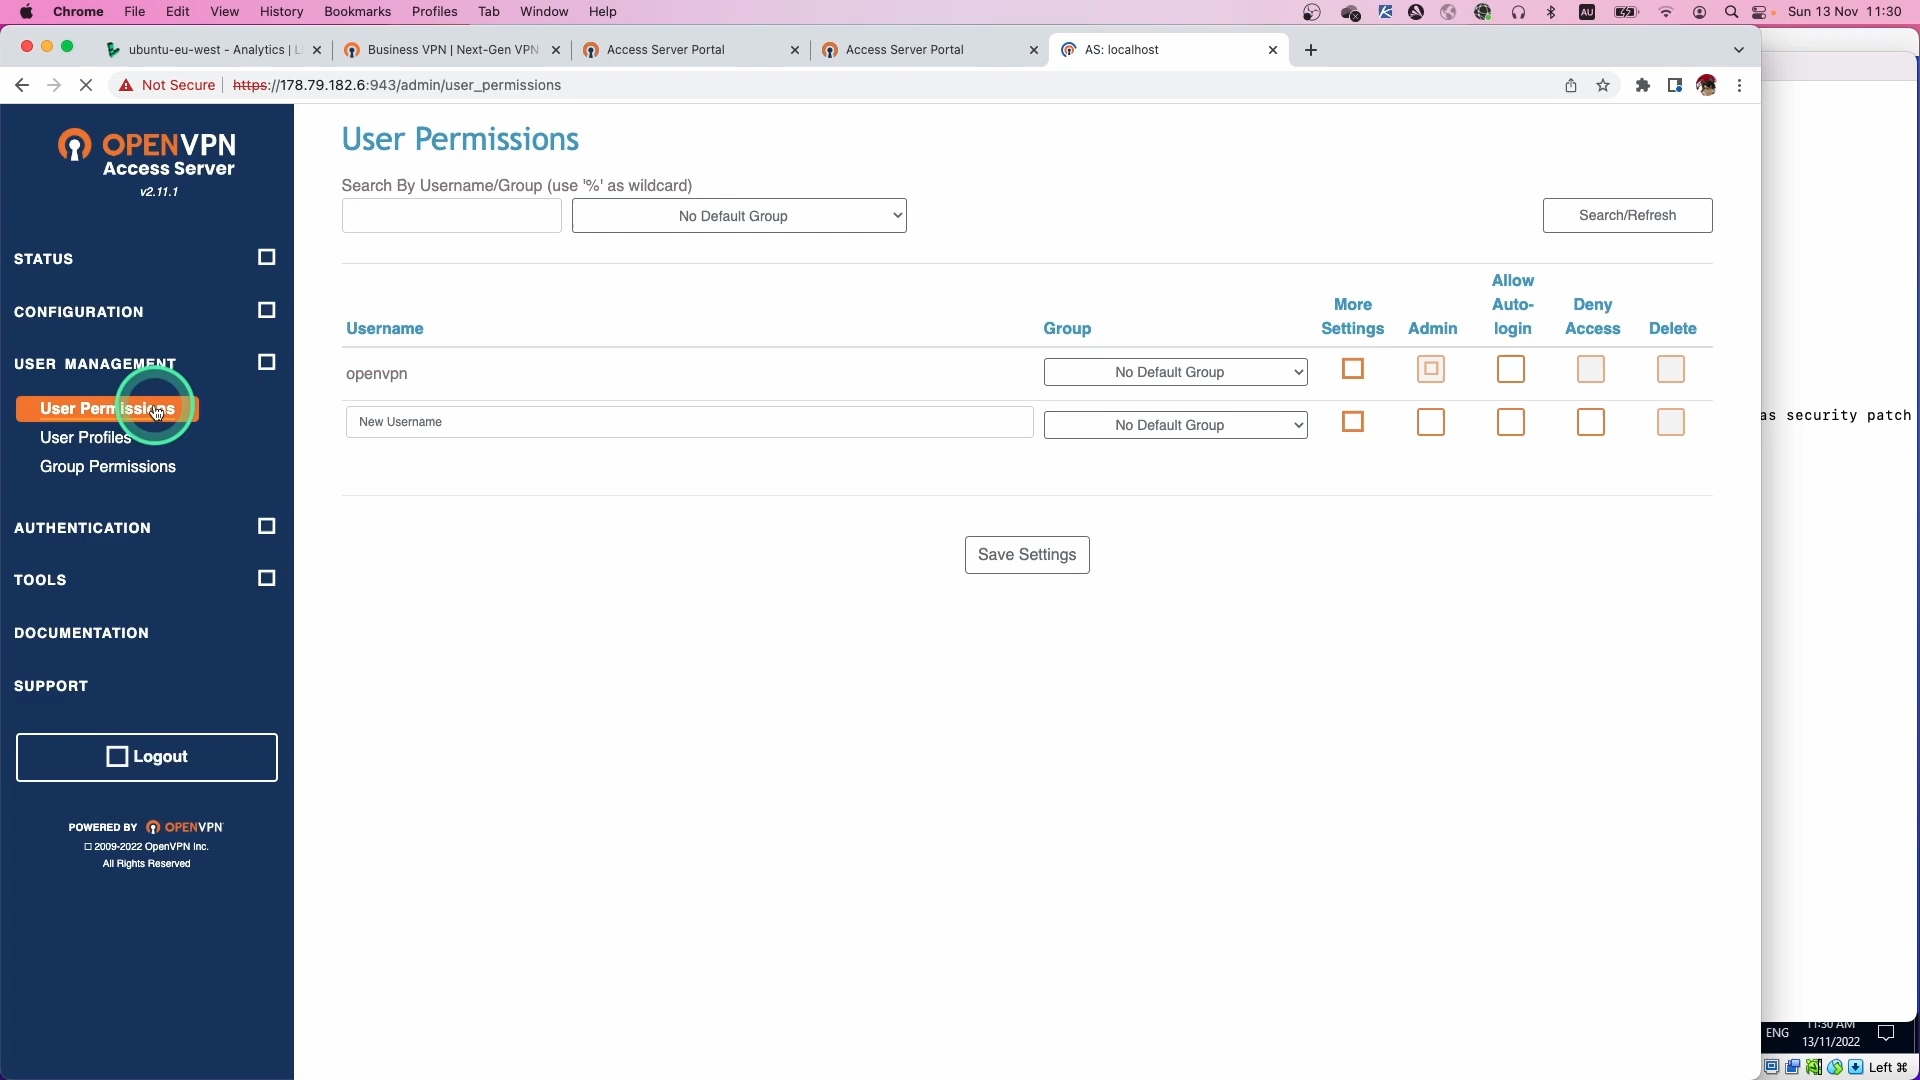 Chrome File Edit View History Bookmarks Profiles Tab Window Help
AU
Sun 13 Nov 11:30
ubuntu-eu-west - Analytics | L
Business VPN | Next-Gen VPN
Access Server Portal
Access Server Portal
AS: localhost
Not Secure
https://178.79.182.6:943/admin/user_permissions
OPENVPN
Access Server
v2.11.1
STATUS
CONFIGURATION
USER MANAGEMENT
User Permissions
User Profiles
Group Permissions
AUTHENTICATION
TOOLS
DOCUMENTATION
SUPPORT
Logout
POWERED BY OPENVPN
2009-2022 OpenVPN Inc.
All Rights Reserved
User Permissions
Search By Username/Group (use '%' as wildcard)
No Default Group
Search/Refresh
Username Group More Settings Admin Allow Auto-login Deny Access Delete
openvpn No Default Group
New Username No Default Group
Save Settings
as security patch
ENG
11:30 AM
13/11/2022
Left ⌘